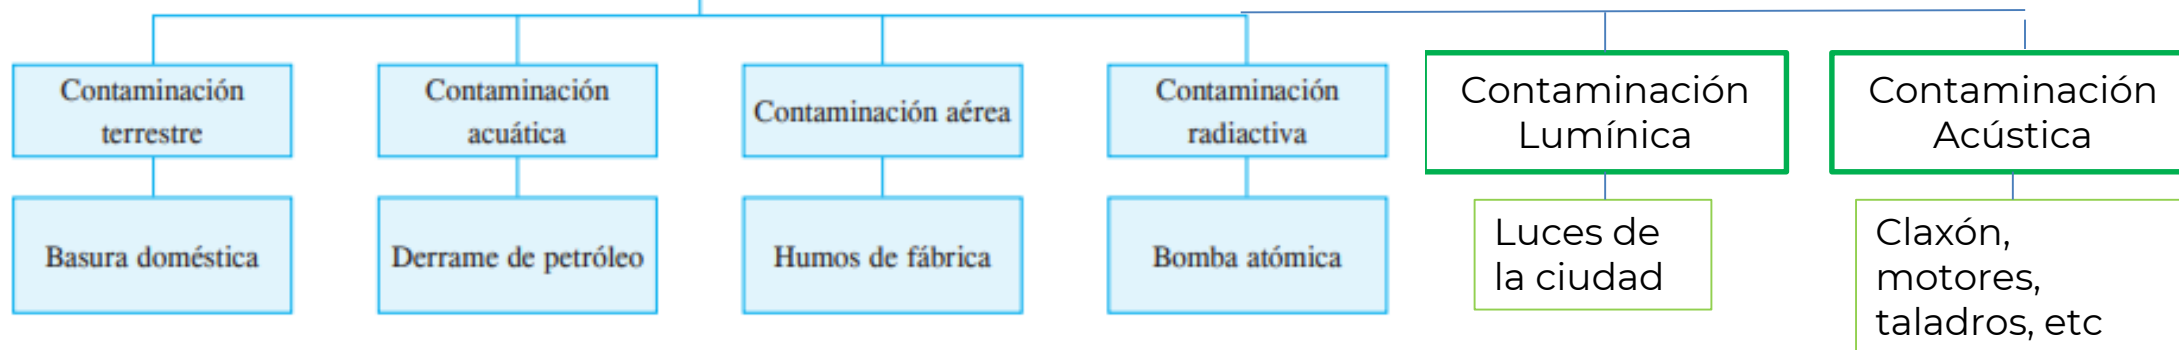 Contaminación
terrestre
Contaminación
acuática
Contaminación aérea
Contaminación
radiactiva
Contaminación
Lumínica
Contaminación
Acústica
Basura doméstica
Derrame de petróleo
Humos de fábrica
Bomba atómica
Luces de
la ciudad
Claxón,
motores,
taladros, etc